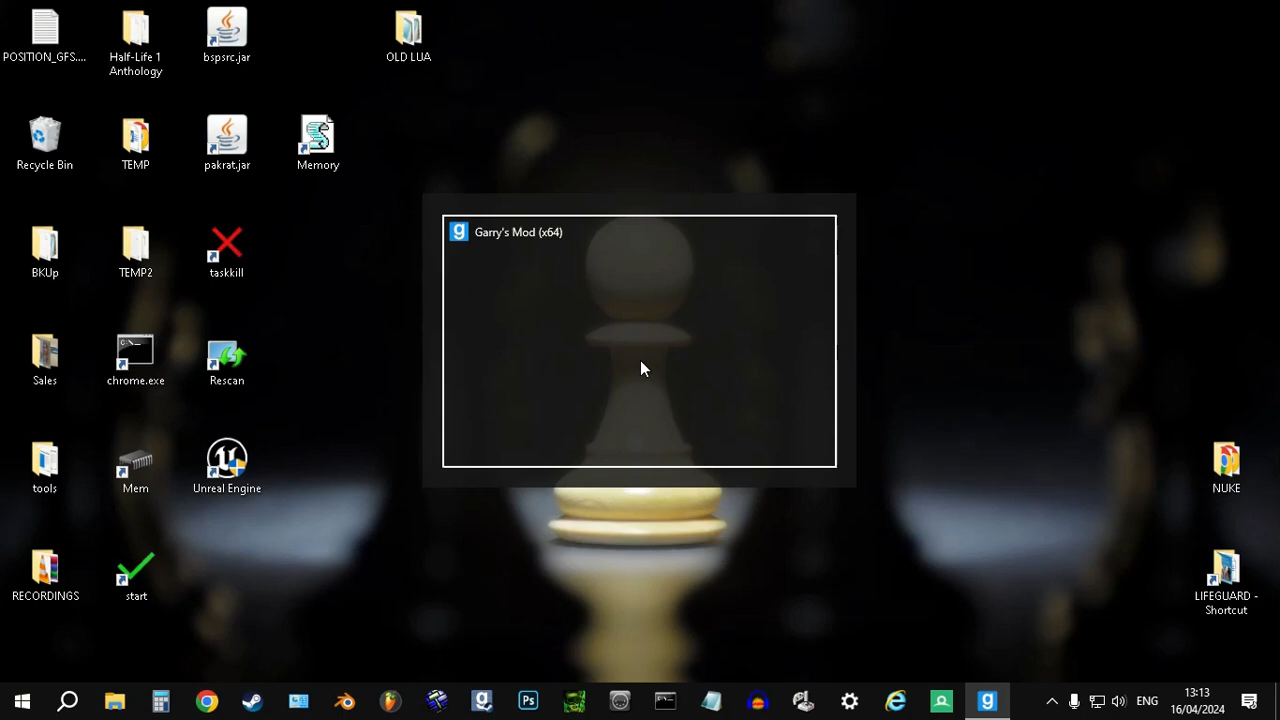 POSITION_GFS....
Half-Life 1
Anthology
bspsrc.jar
OLD LUA
Recycle Bin
TEMP
pakrat.jar
Memory
BKUp
TEMP2
taskkill
Garry's Mod (x64)
Sales
chrome.exe
Rescan
tools
Mem
Unreal Engine
NUKE
RECORDINGS
start
LIFEGUARD -
Shortcut
ENG
13:13
16/04/2024